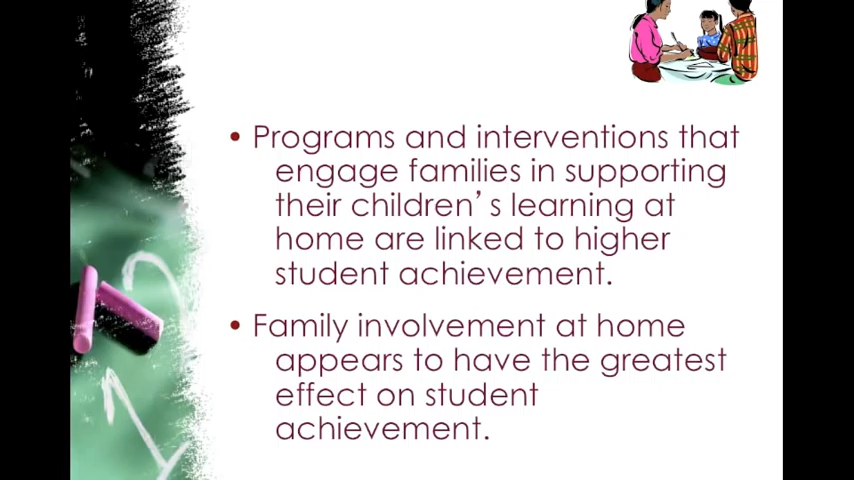 • Programs and interventions that
engage families in supporting
their children’s learning at
home are linked to higher
student achievement.
• Family involvement at home
appears to have the greatest
effect on student
achievement.